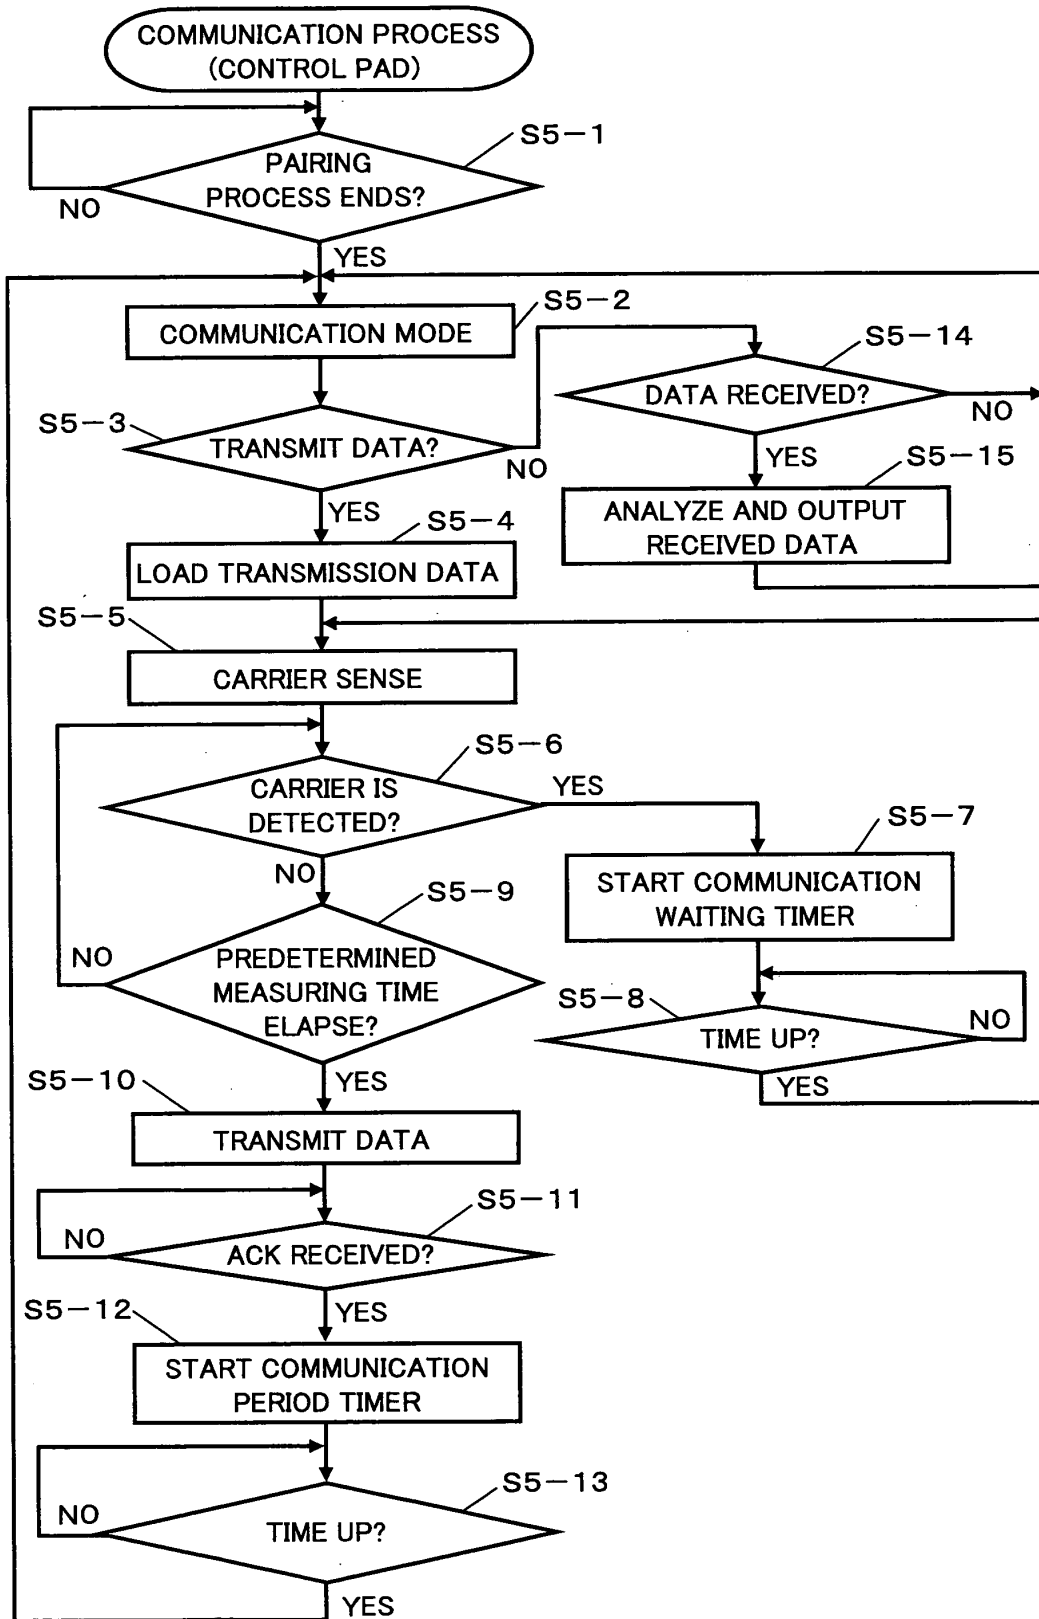 COMMUNICATION PROCESS
(CONTROL PAD)
S5-1
PAIRING
PROCESS ENDS?
NO
YES
S5-2
COMMUNICATION MODE
S5-14
DATA RECEIVED?
NO
S5-3
TRANSMIT DATA?
NO
YES
S5-15
YES
S5-4
ANALYZE AND OUTPUT
RECEIVED DATA
LOAD TRANSMISSION DATA
S5-5
CARRIER SENSE
S5-6
CARRIER IS
DETECTED?
YES
S5-7
NO
START COMMUNICATION
WAITING TIMER
S5-9
NO
PREDETERMINED
MEASURING TIME
ELAPSE?
S5-8
TIME UP?
NO
YES
YES
S5-10
TRANSMIT DATA
S5-11
NO
ACK RECEIVED?
YES
S5-12
START COMMUNICATION
PERIOD TIMER
S5-13
NO
TIME UP?
YES